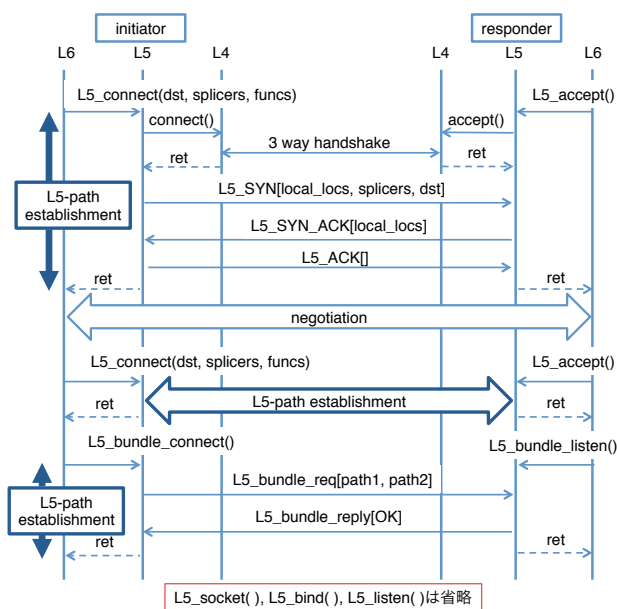 initiator
responder
L6 L5 L4 L4 L5 L6
L5_connect(dst, splicers, funcs)
L5_accept()
connect()
accept()
3 way handshake
ret
ret
L5_SYN[local_locs, splicers, dst]
L5-path
establishment
L5_SYN_ACK[local_locs]
L5_ACK[]
ret
ret
negotiation
L5_connect(dst, splicers, funcs)
L5_accept()
L5-path establishment
ret
ret
L5_bundle_connect()
L5_bundle_listen()
L5_bundle_req[path1, path2]
L5-path
establishment
L5_bundle_reply[OK]
ret
ret
L5_socket( ), L5_bind( ), L5_listen( )は省略